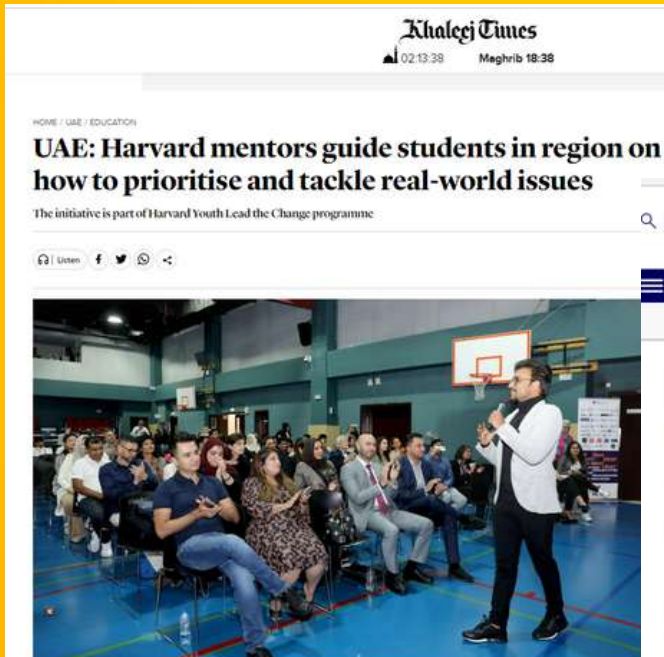 Khaleej Times
02:13:38 Maghrib 18:38
HOME / UAE / EDUCATION
UAE: Harvard mentors guide students in region on
how to prioritise and tackle real-world issues
The initiative is part of Harvard Youth Lead the Change programme
Listen